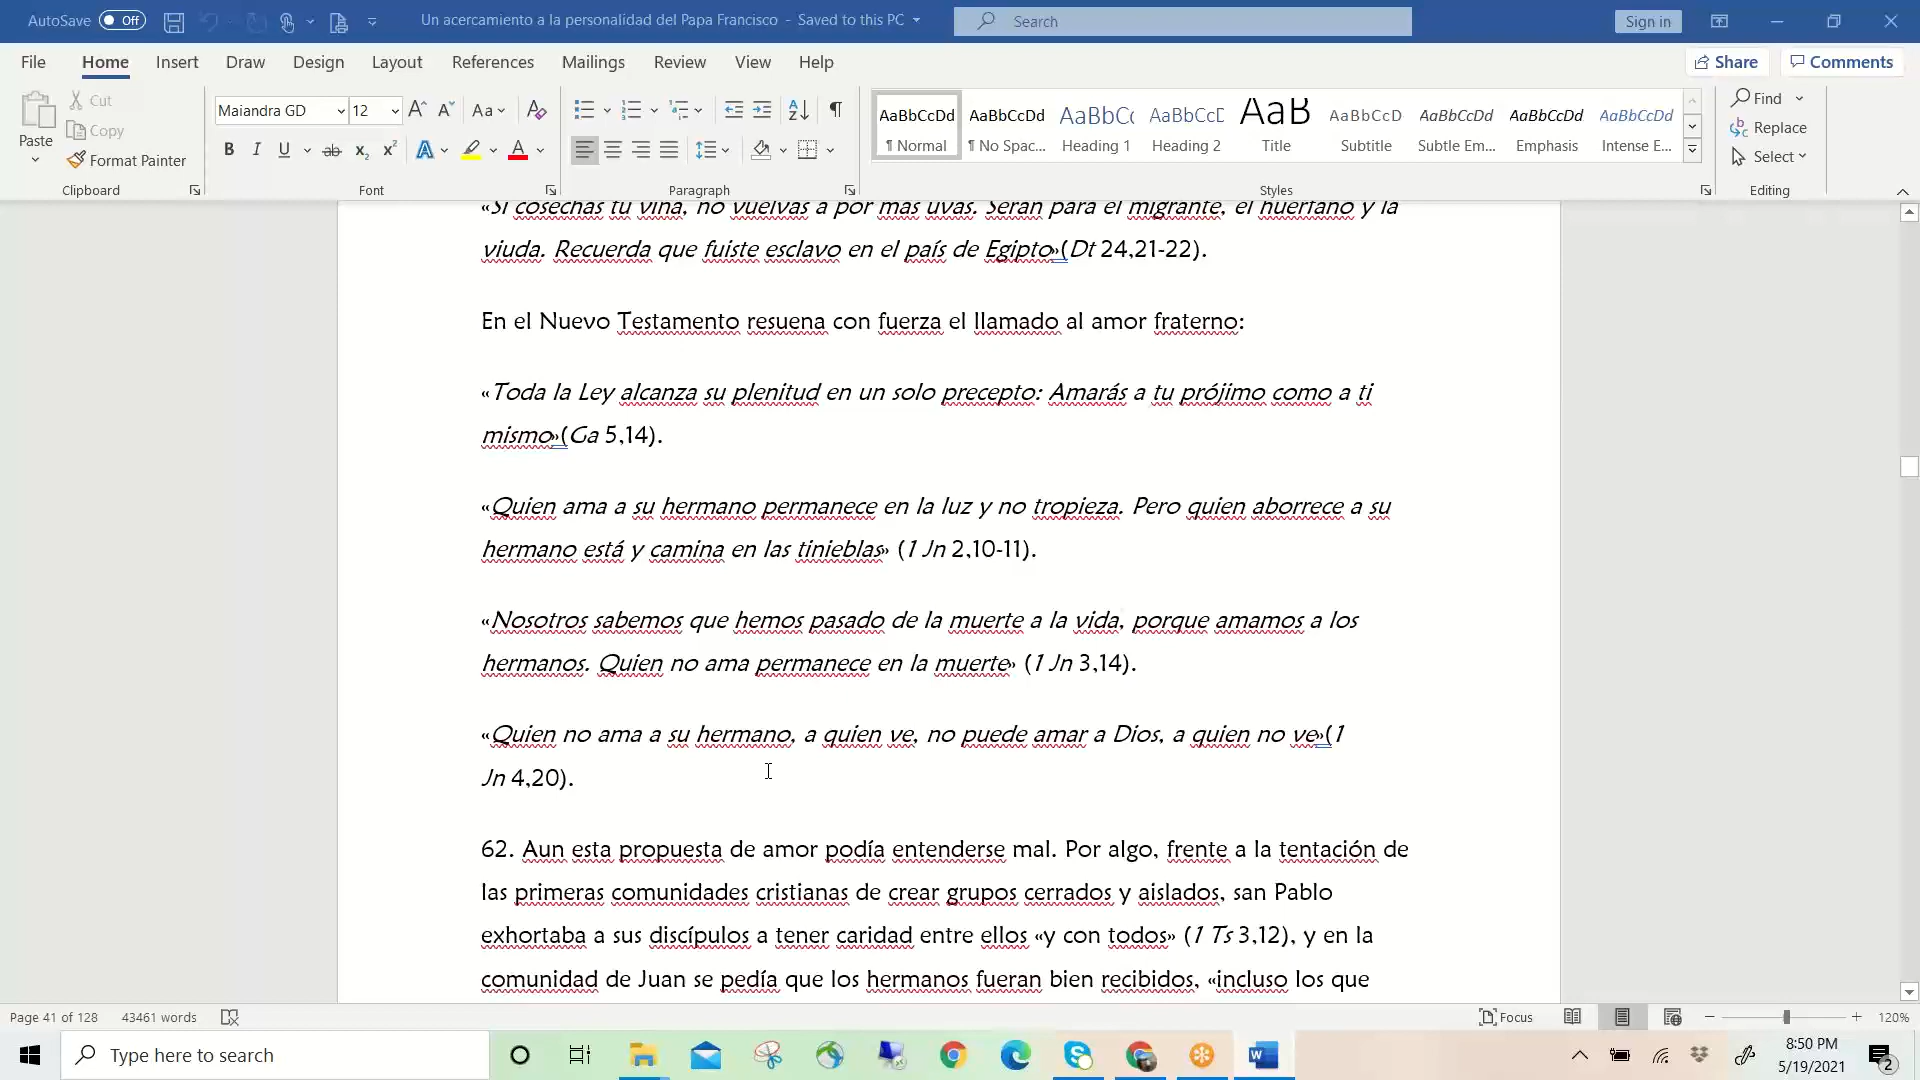 AutoSave Off Un acercamiento a la personalidad del Papa Francisco - Saved to this PC Search Sign in
File Home Insert Draw Design Layout References Mailings Review View Help Share Comments
Paste Cut Copy Format Painter
Clipboard
Maiandra GD 12
Aa
B I U ab x₂ x² A A
Font
Paragraph
AaBbCcDd AaBbCcDd AaBbCc AaBbCcD AaB AaBbCcD AaBbCcDd AaBbCcDd AaBbCcDd
¶ Normal ¶ No Spac... Heading 1 Heading 2 Title Subtitle Subtle Em... Emphasis Intense E...
Styles
Find
Replace
Select
Editing
«Si cosechas tu viña, no vuelvas a por más uvas. Serán para el migrante, el huérfano y la
viuda. Recuerda que fuiste esclavo en el país de Egipto»(Dt 24,21-22).
En el Nuevo Testamento resuena con fuerza el llamado al amor fraterno:
«Toda la Ley alcanza su plenitud en un solo precepto: Amarás a tu prójimo como a ti
mismo»(Ga 5,14).
«Quien ama a su hermano permanece en la luz y no tropieza. Pero quien aborrece a su
hermano está y camina en las tinieblas» (1 Jn 2,10-11).
«Nosotros sabemos que hemos pasado de la muerte a la vida, porque amamos a los
hermanos. Quien no ama permanece en la muerte» (1 Jn 3,14).
«Quien no ama a su hermano, a quien ve, no puede amar a Dios, a quien no ve»(1
Jn 4,20).
62. Aun esta propuesta de amor podía entenderse mal. Por algo, frente a la tentación de
las primeras comunidades cristianas de crear grupos cerrados y aislados, san Pablo
exhortaba a sus discípulos a tener caridad entre ellos «y con todos» (1 Ts 3,12), y en la
comunidad de Juan se pedía que los hermanos fueran bien recibidos, «incluso los que
Page 41 of 128 43461 words Focus 120%
Type here to search
8:50 PM
5/19/2021
2